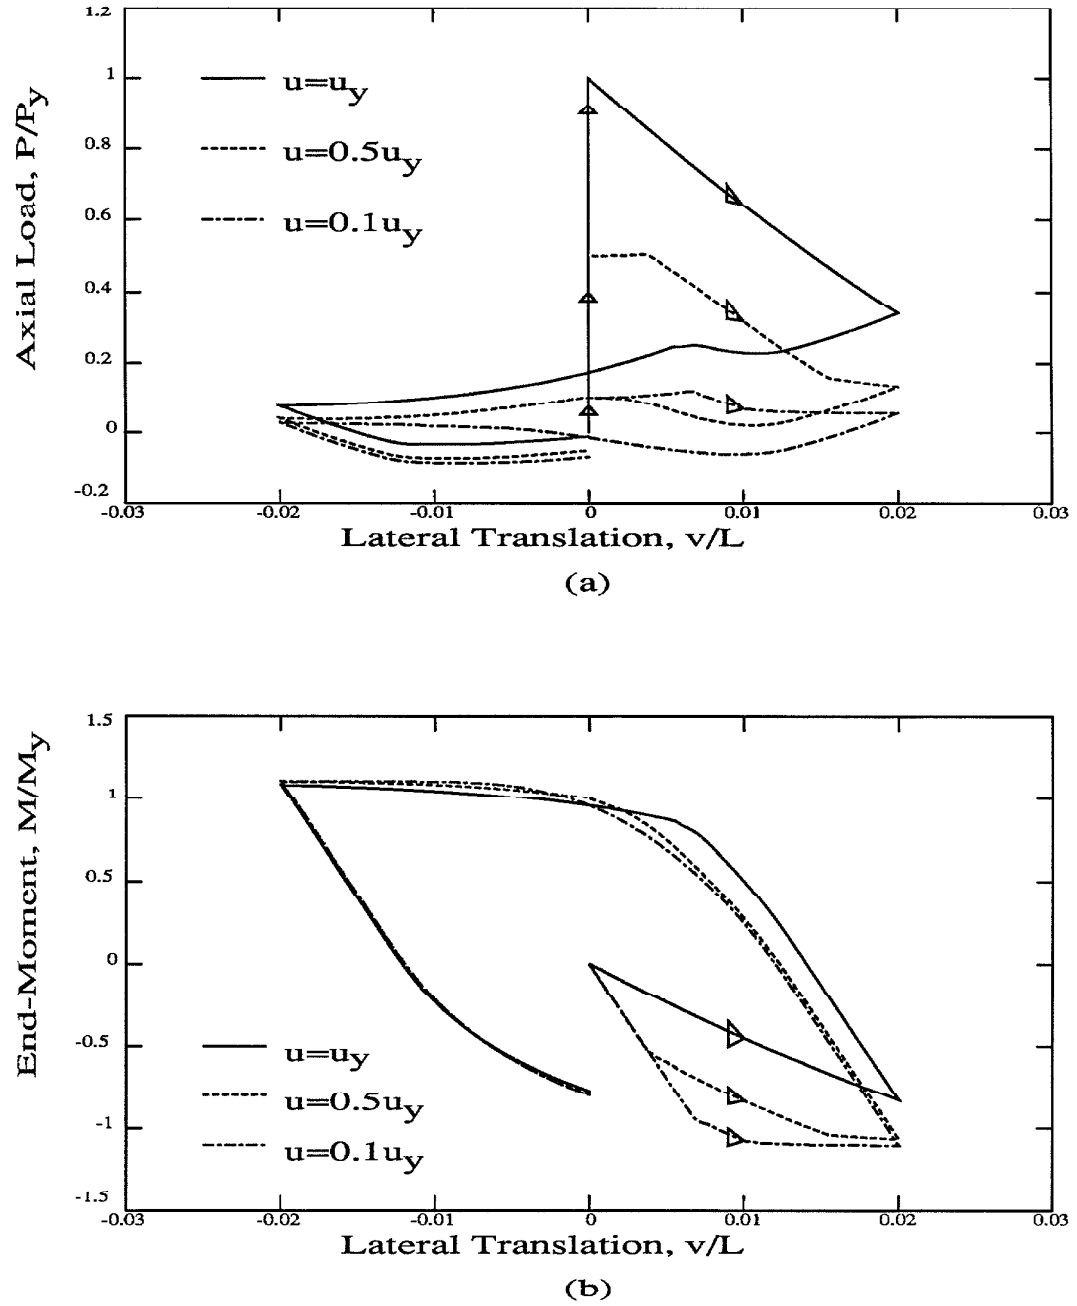 1.2
1
0.8
0.6
0.4
0.2
0
-0.2
Axial Load, P/Py
u=uy
u=0.5uy
u=0.1uy
-0.03 -0.02 -0.01 0 0.01 0.02 0.03
Lateral Translation, v/L
(a)
1.5
1
0.5
0
-0.5
-1
-1.5
End-Moment, M/My
u=uy
u=0.5uy
u=0.1uy
-0.03 -0.02 -0.01 0 0.01 0.02 0.03
Lateral Translation, v/L
(b)